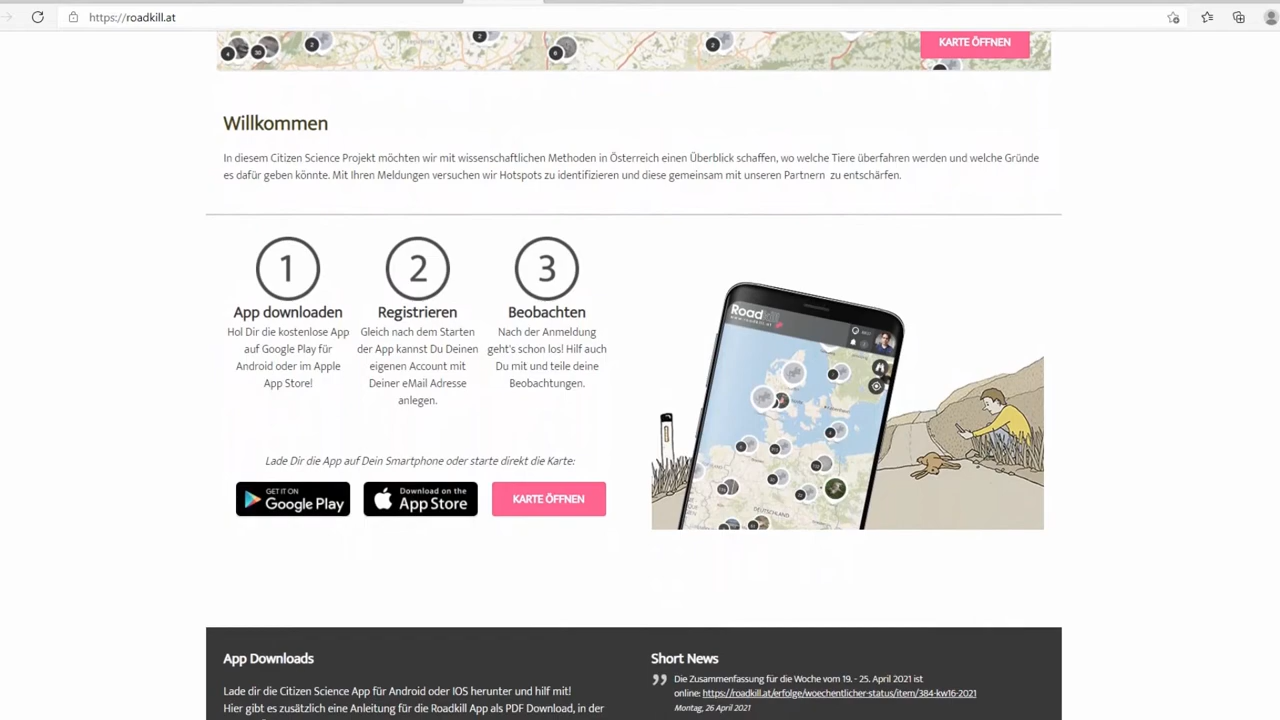 https://roadkill.at
KARTE ÖFFNEN
Willkommen
In diesem Citizen Science Projekt möchten wir mit wissenschaftlichen Methoden in Österreich einen Überblick schaffen, wo welche Tiere überfahren werden und welche Gründe
es dafür geben könnte. Mit Ihren Meldungen versuchen wir Hotspots zu identifizieren und diese gemeinsam mit unseren Partnern zu entschärfen.
1
App downloaden
Hol Dir die kostenlose App
auf Google Play für
Android oder im Apple
App Store!
2
Registrieren
Gleich nach dem Starten
der App kannst Du Deinen
eigenen Account mit
Deiner eMail Adresse
anlegen.
3
Beobachten
Nach der Anmeldung
geht's schon los! Hilf auch
Du mit und teile deine
Beobachtungen.
Lade Dir die App auf Dein Smartphone oder starte direkt die Karte:
GET IT ON
Google Play
Download on the
App Store
KARTE ÖFFNEN
Roadkill
DEUTSCHLAND
App Downloads
Lade dir die Citizen Science App für Android oder IOS herunter und hilf mit!
Hier gibt es zusätzlich eine Anleitung für die Roadkill App als PDF Download, in der
Short News
Die Zusammenfassung für die Woche vom 19. - 25. April 2021 ist
online: https://roadkill.at/erfolge/woechentlicher-status/item/384-kw16-2021
Montag, 26 April 2021